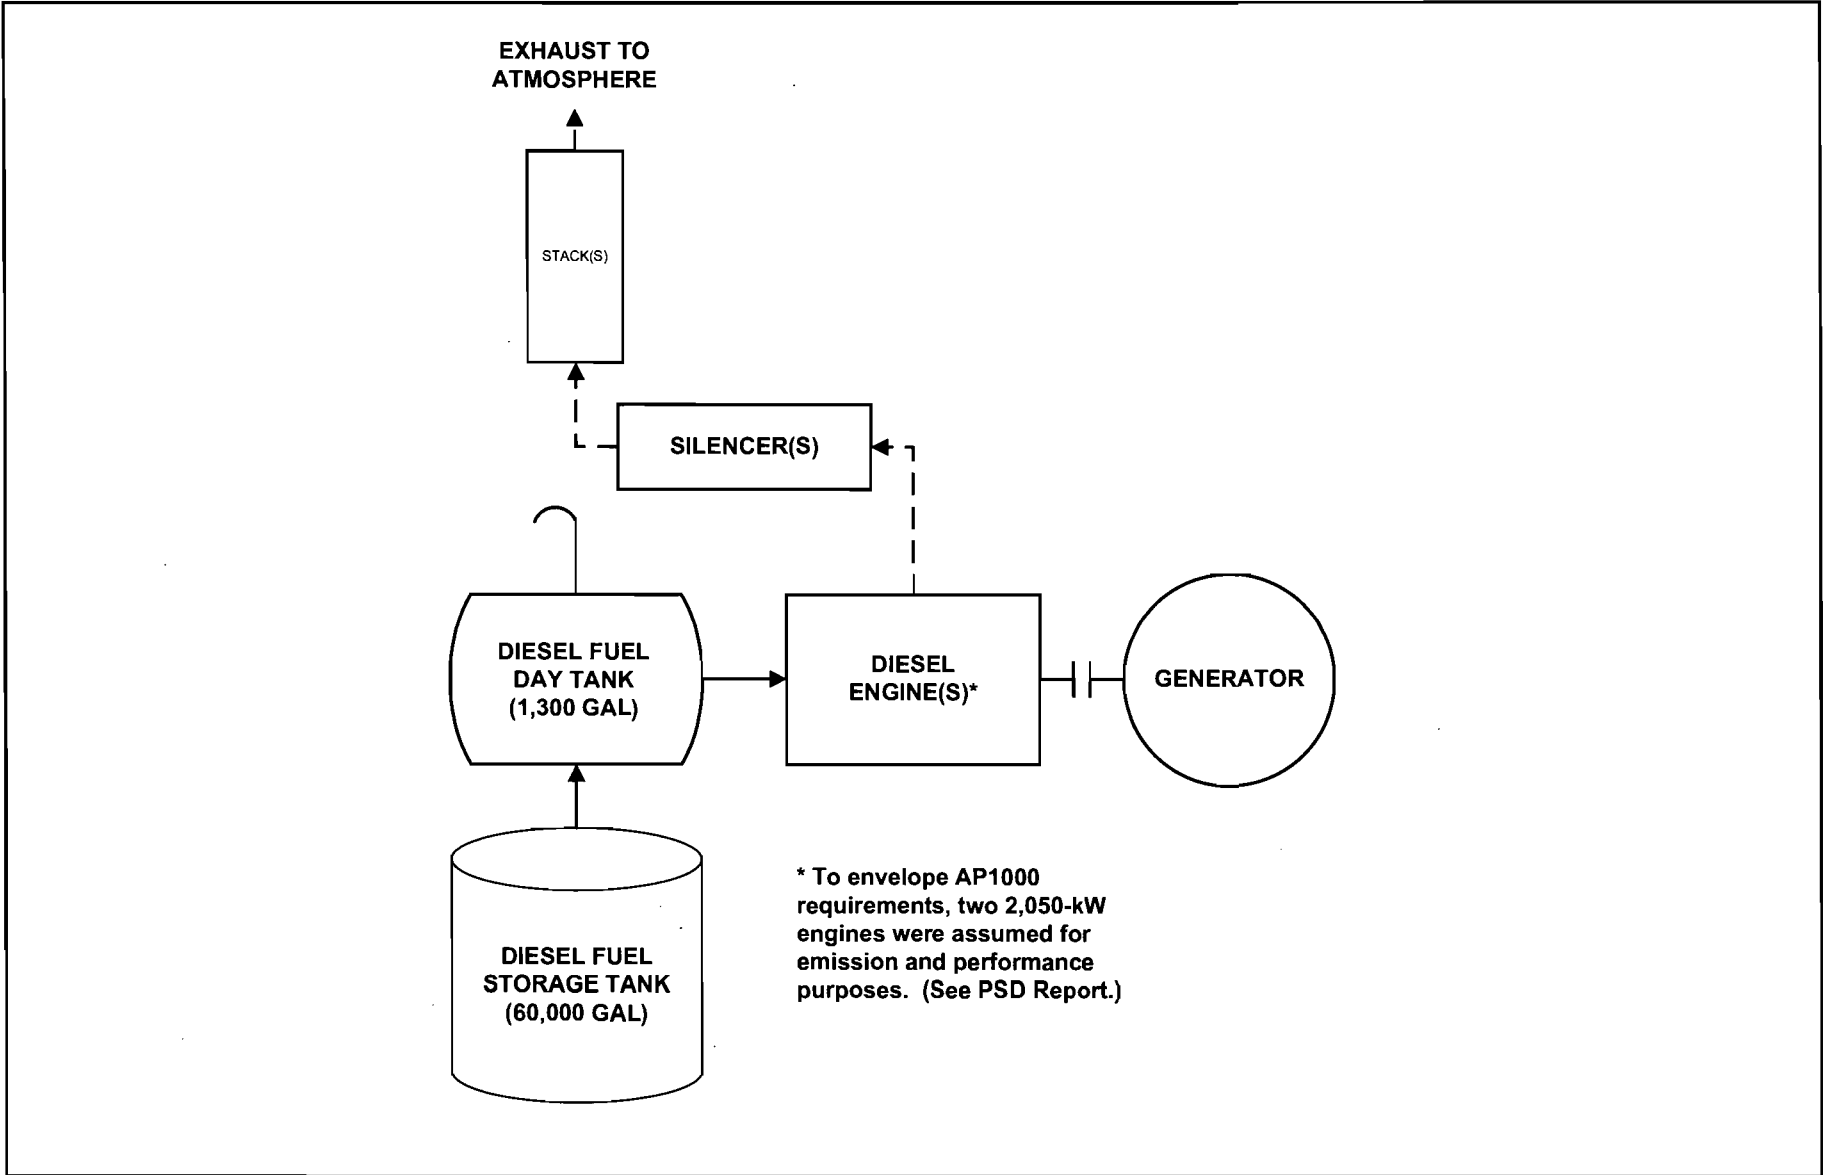 EXHAUST TO
ATMOSPHERE
STACK(S)
SILENCER(S)
DIESEL FUEL
DAY TANK
(1,300 GAL)
DIESEL
ENGINE(S)*
GENERATOR
DIESEL FUEL
STORAGE TANK
(60,000 GAL)
* To envelope AP1000
requirements, two 2,050-kW
engines were assumed for
emission and performance
purposes.  (See PSD Report.)